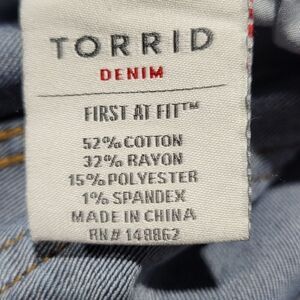 TORRID
DENIM
FIRST AT FIT™
52%COTTON
32%RAYON
15%POLYESTER
1%SPANDEX
MADE IN CHINA
RN# 148862